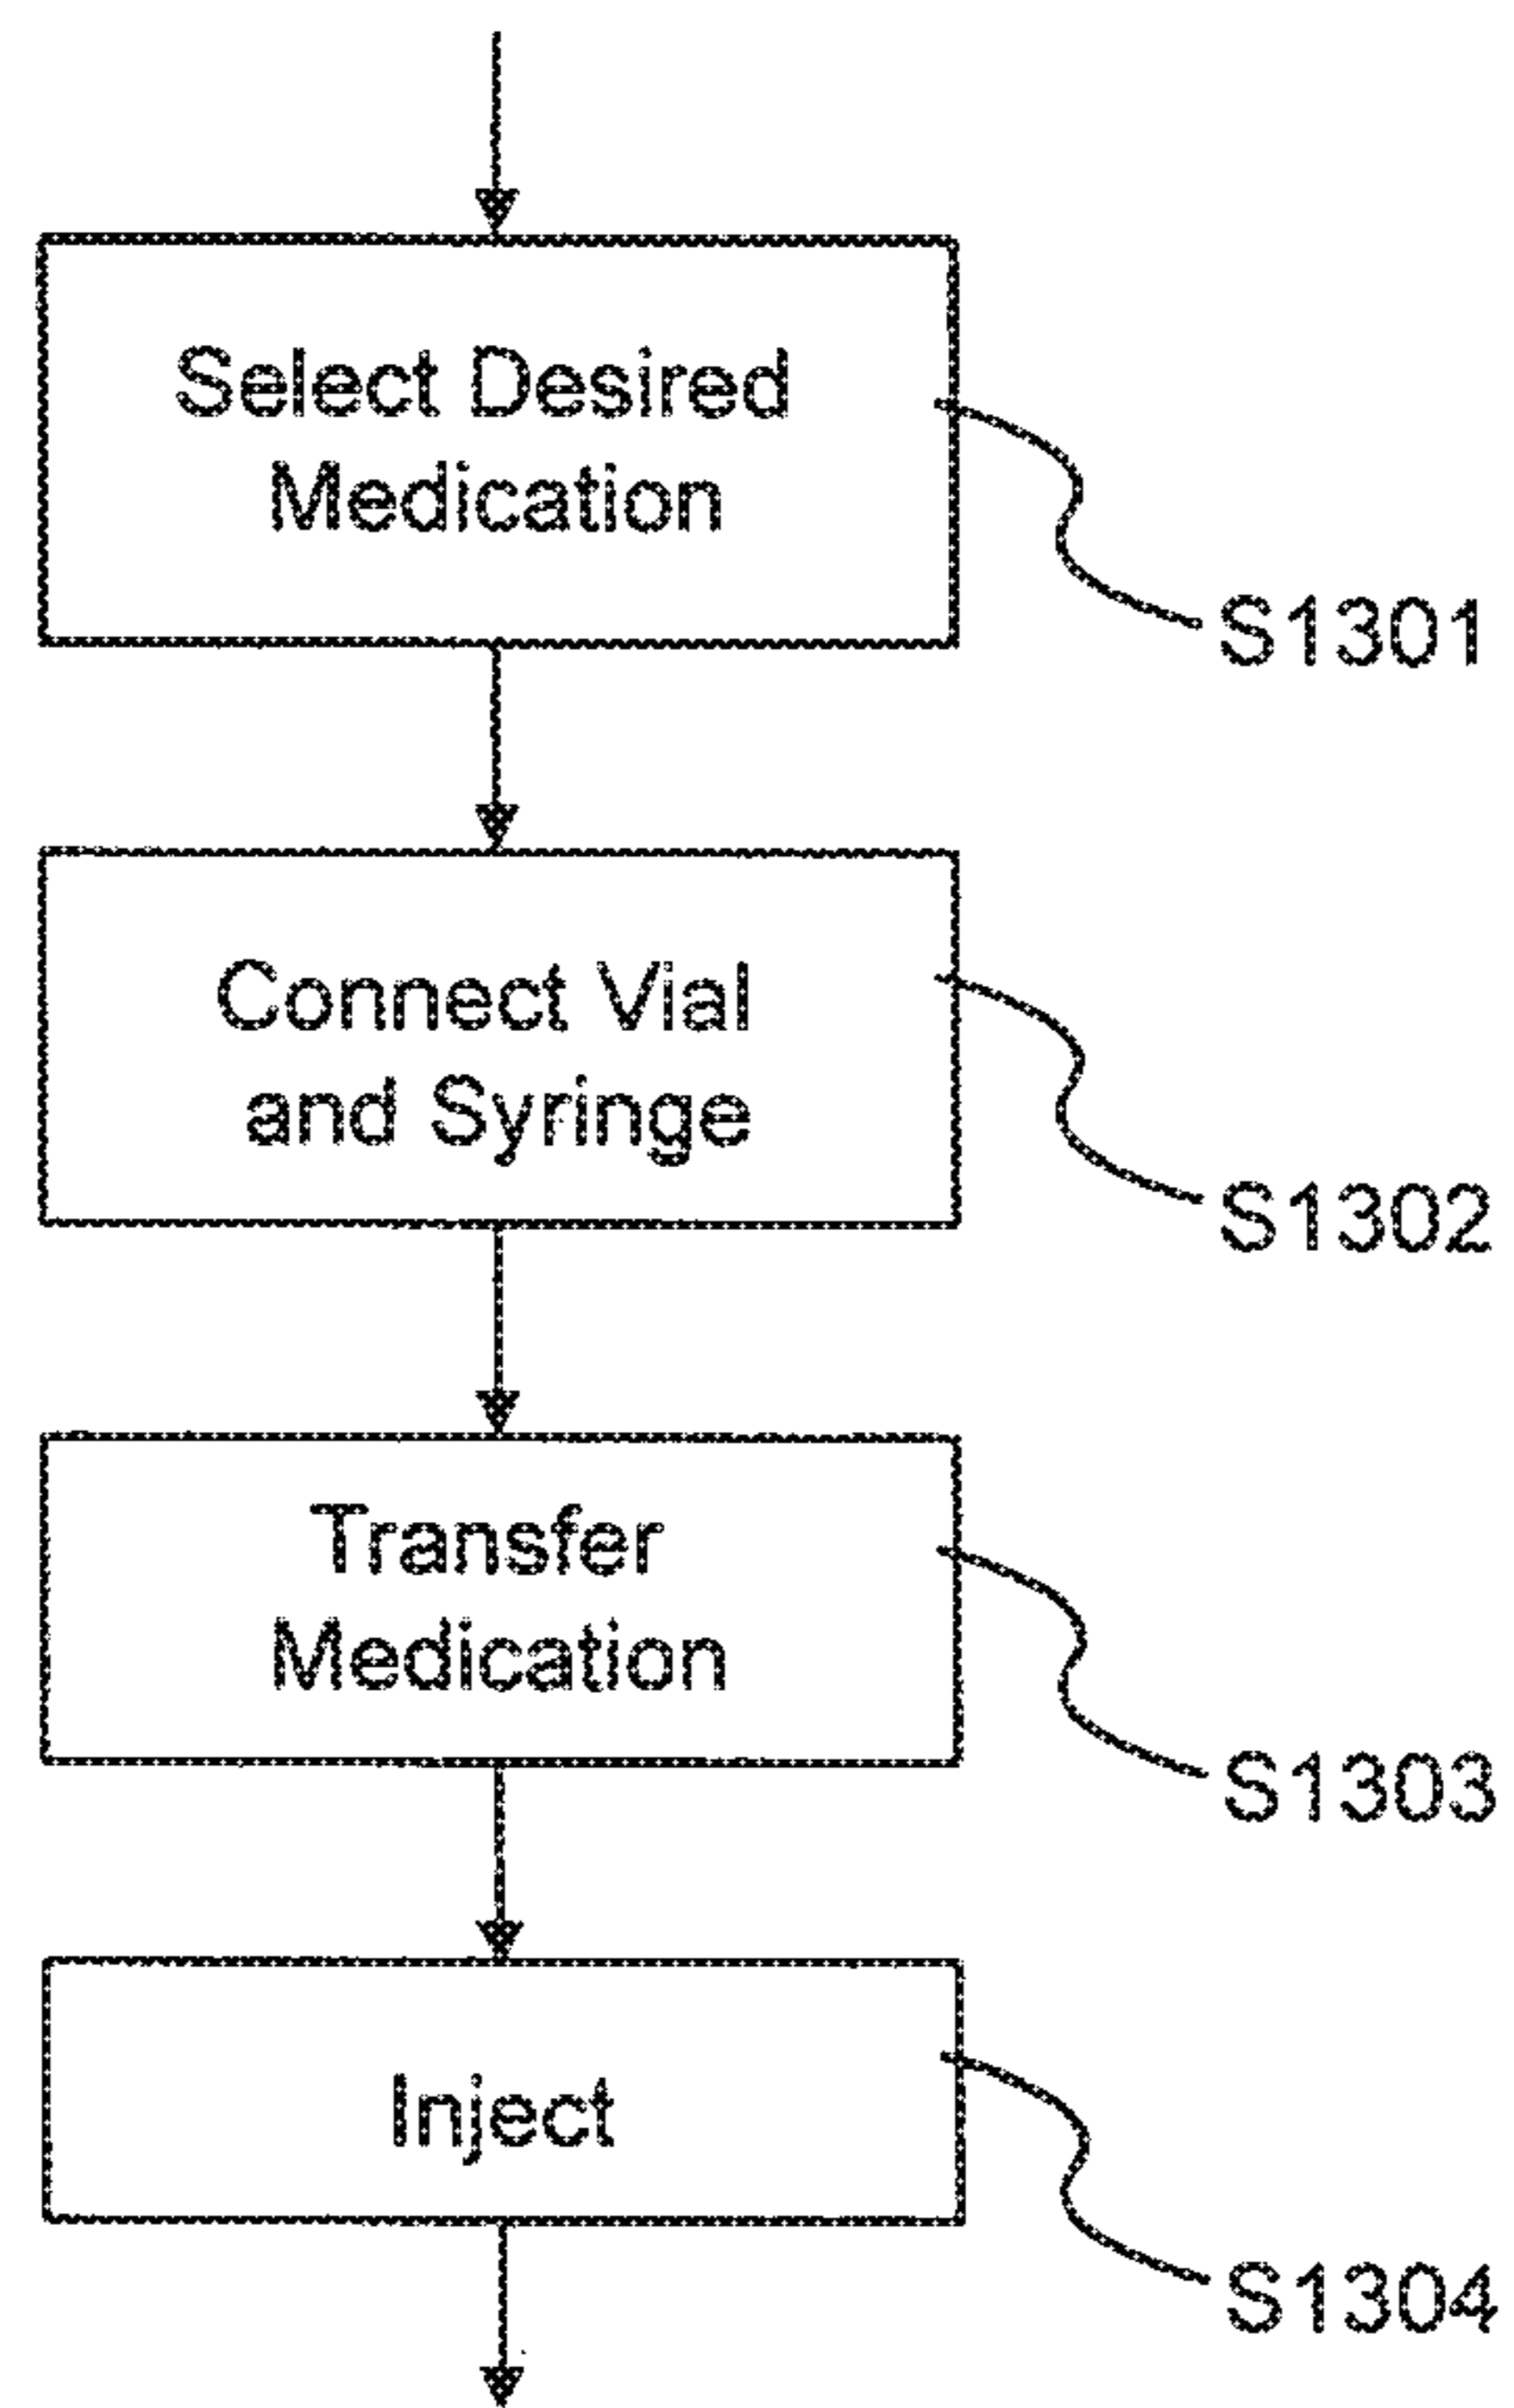 Select Desired
Medication
S1301
Connect Vial
and Syringe
S1302
Transfer
Medication
S1303
Inject
S1304